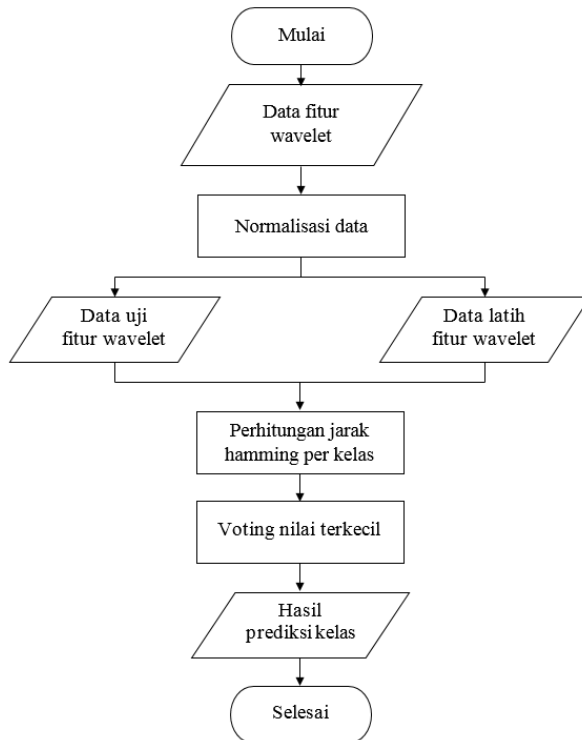 Mulai
Data fitur
wavelet
Normalisasi data
Data uji
fitur wavelet
Data latih
fitur wavelet
Perhitungan jarak
hamming per kelas
Voting nilai terkecil
Hasil
prediksi kelas
Selesai